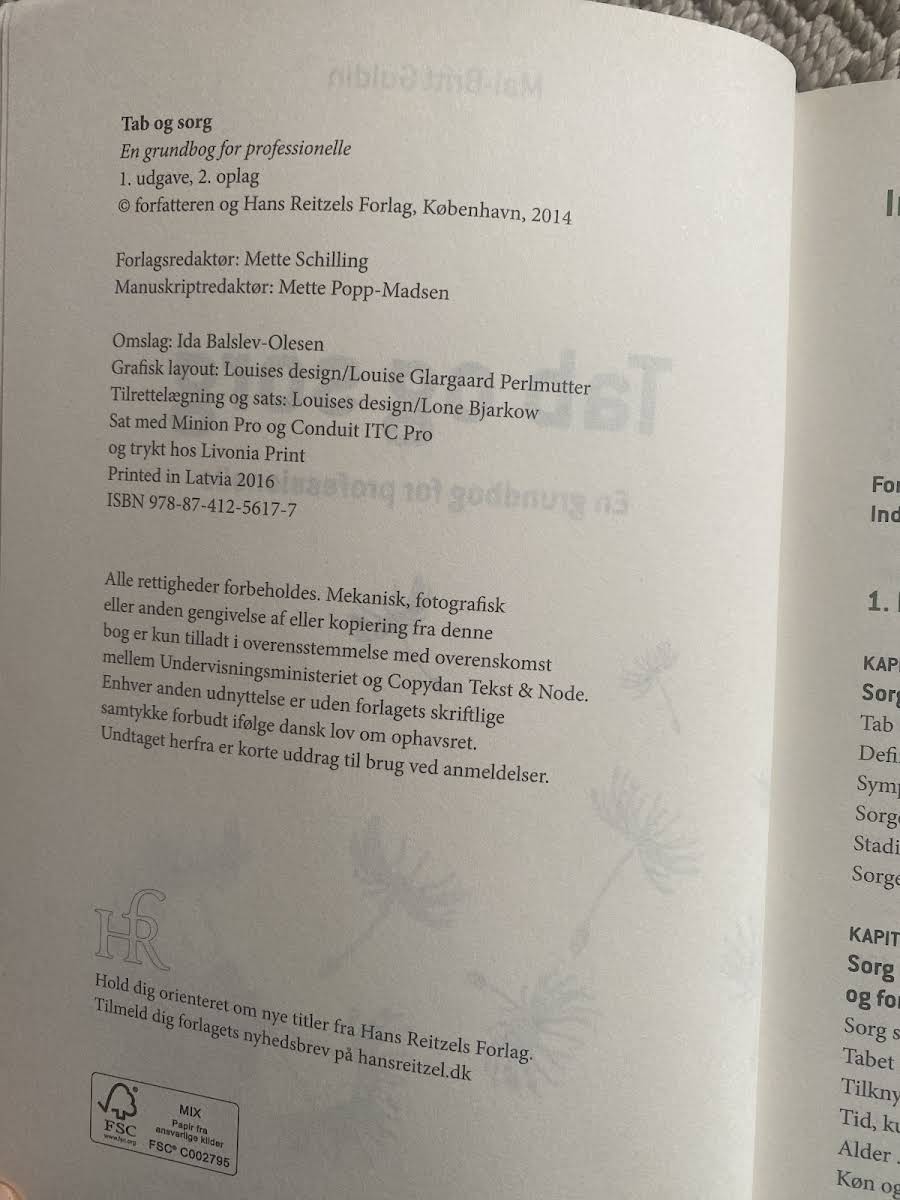 Tab og sorg
En grundbog for professionelle
1. udgave, 2. oplag
© forfatteren og Hans Reitzels Forlag, København, 2014
Forlagsredaktør: Mette Schilling
Manuskriptredaktør: Mette Popp-Madsen
Omslag: Ida Balslev-Olesen
Grafisk layout: Louises design/Louise Glargaard Perlmutter
Tilrettelægning og sats: Louises design/Lone Bjarkow
Sat med Minion Pro og Conduit ITC Pro
og trykt hos Livonia Print
Printed in Latvia 2016
ISBN 978-87-412-5617-7
Alle rettigheder forbeholdes. Mekanisk, fotografisk
eller anden gengivelse af eller kopiering fra denne
bog er kun tilladt i overensstemmelse med overenskomst
mellem Undervisningsministeriet og Copydan Tekst & Node.
Enhver anden udnyttelse er uden forlagets skriftlige
samtykke forbudt ifølge dansk lov om ophavsret.
Undtaget herfra er korte uddrag til brug ved anmeldelser.
HR
Hold dig orienteret om nye titler fra Hans Reitzels Forlag.
Tilmeld dig forlagets nyhedsbrev på hansreitzel.dk
FSC
www.fsc.org
MIX
Papir fra
ansvarlige kilder
FSC® C002795
1.
Sorg
Tab
Sorg
og
Sorg
Tabet
Tid,
Alder
Køn og